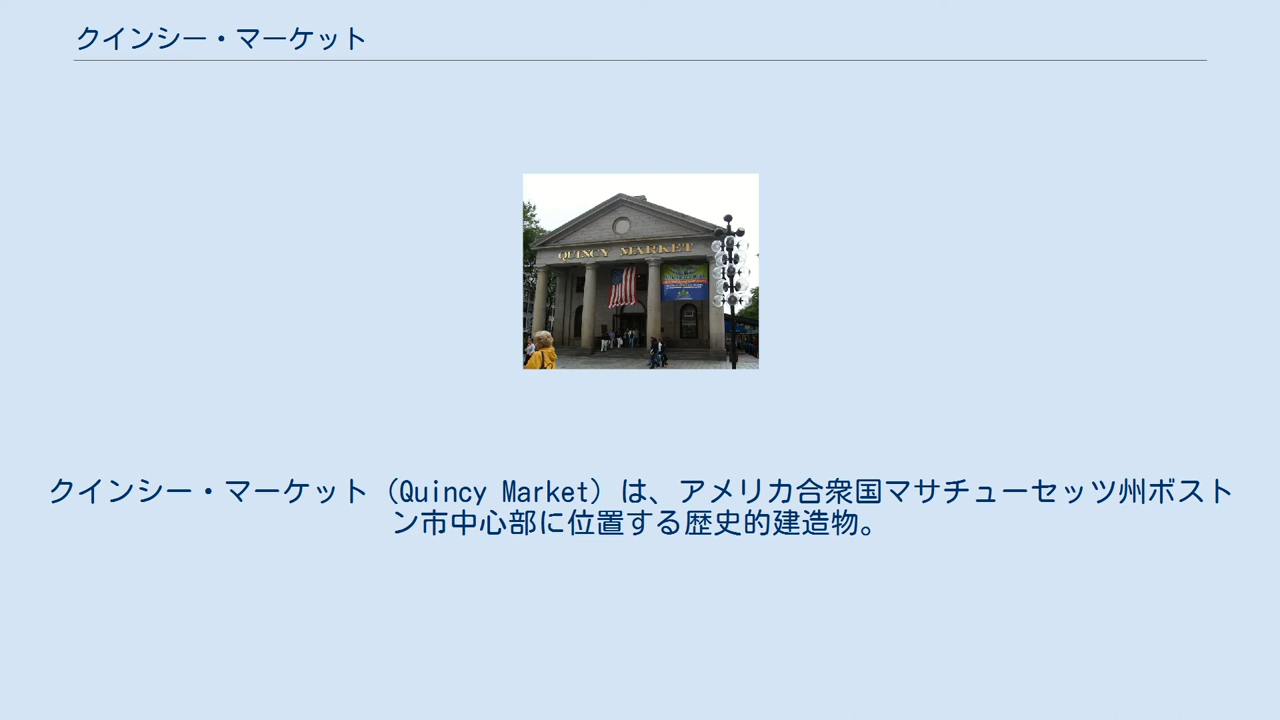 クインシー・マーケット
QUINCY MARKET
クインシー・マーケット（Quincy Market）は、アメリカ合衆国マサチューセッツ州ボスト
ン市中心部に位置する歴史的建造物。